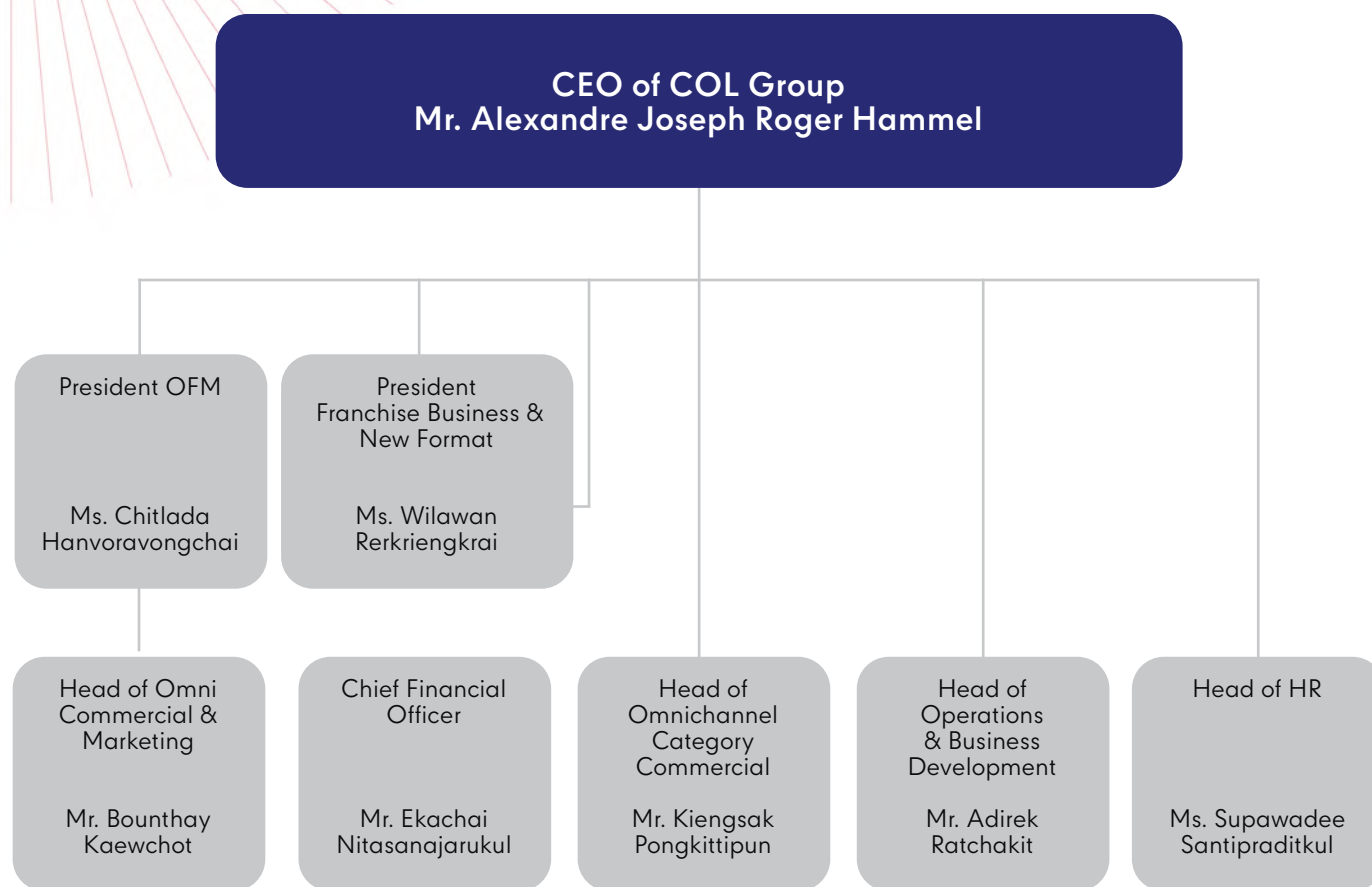 CEO of COL Group
Mr. Alexandre Joseph Roger Hammel
President OFM
Ms. Chitlada
Hanvoravongchai
President
Franchise Business &
New Format
Ms. Wilawan
Rerkriengkrai
Head of Omni
Commercial &
Marketing
Mr. Bounthay
Kaewchot
Chief Financial
Officer
Mr. Ekachai
Nitasanajarukul
Head of
Omnichannel
Category
Commercial
Mr. Kiengsak
Pongkittipun
Head of
Operations
& Business
Development
Mr. Adirek
Ratchakit
Head of HR
Ms. Supawadee
Santipraditkul